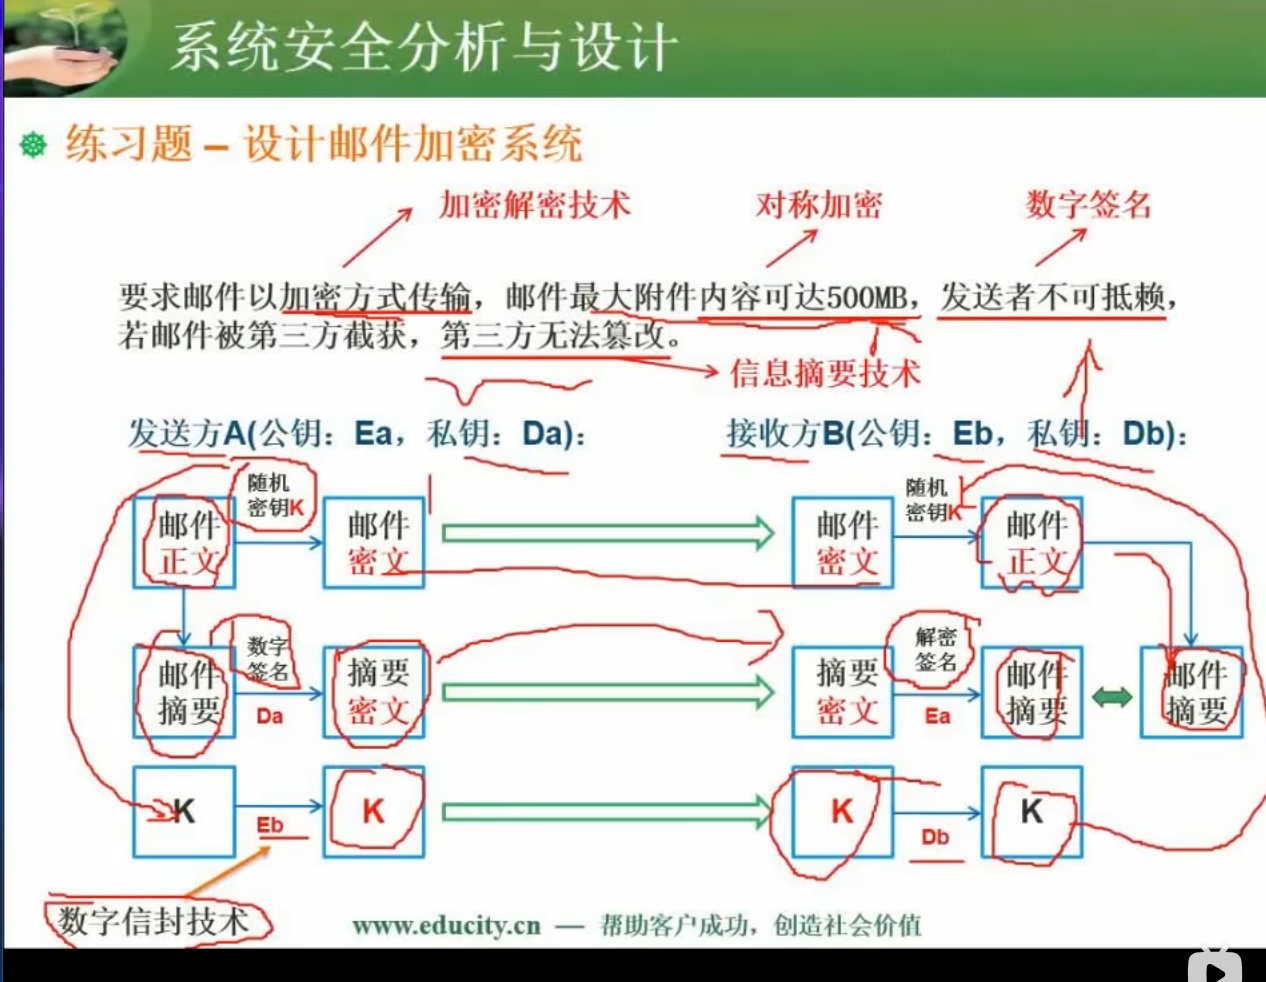 系统安全分析与设计
练习题 – 设计邮件加密系统
加密解密技术
对称加密
数字签名
要求邮件以加密方式传输，邮件最大附件内容可达500MB，发送者不可抵赖，
若邮件被第三方截获，第三方无法篡改。
信息摘要技术
发送方A(公钥：Ea，私钥：Da)：
接收方B(公钥：Eb，私钥：Db)：
邮件
正文
随机
密钥K
邮件
密文
邮件
密文
随机
密钥K
邮件
正文
邮件
摘要
数字
签名
Da
摘要
密文
摘要
密文
解密
签名
Ea
邮件
摘要
邮件
摘要
K
Eb
K
K
Db
K
数字信封技术
www.educity.cn — 帮助客户成功，创造社会价值